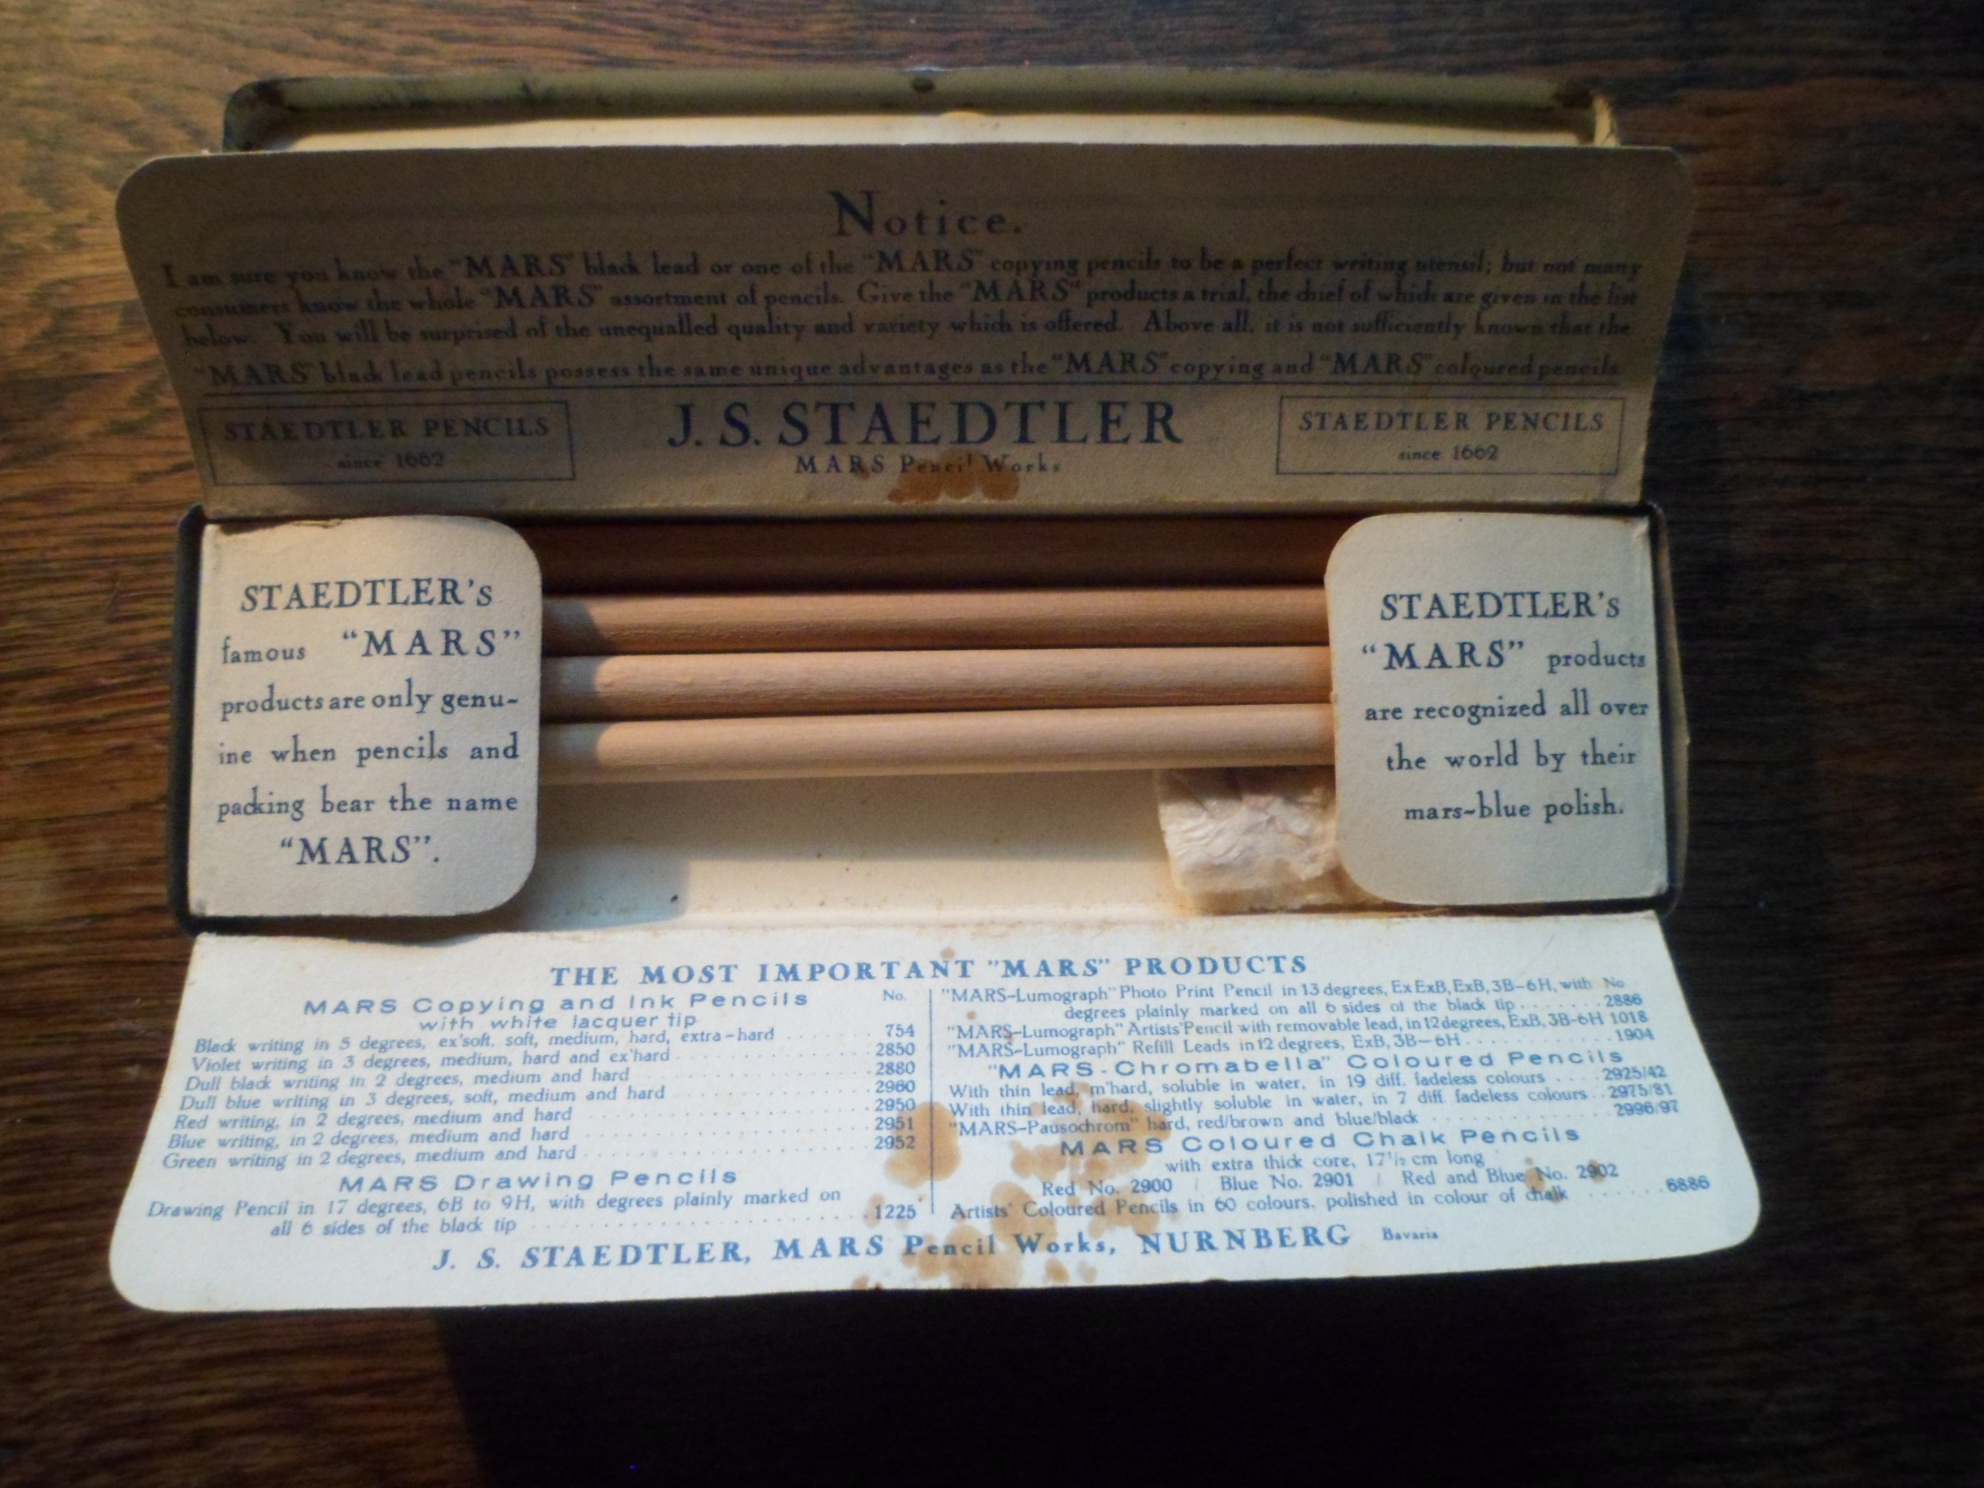 Notice.
I am sure you know the "MARS" black lead or one of the "MARS" copying pencils to be a perfect writing utensil; but not many
consumers know the whole "MARS" assortment of pencils. Give the "MARS" products a trial, the chief of which are given in the list
below. You will be surprised of the unequalled quality and variety which is offered. Above all, it is not sufficiently known that the
"MARS" black lead pencils possess the same unique advantages as the "MARS" copying and "MARS" coloured pencils.
STAEDTLER PENCILS
since 1662
J. S. STAEDTLER
MARS Pencil Works
STAEDTLER PENCILS
since 1662
STAEDTLER's
famous "MARS"
products are only genu-
ine when pencils and
packing bear the name
"MARS".
STAEDTLER's
"MARS" products
are recognized all over
the world by their
mars-blue polish.
THE MOST IMPORTANT "MARS" PRODUCTS
MARS Copying and Ink Pencils No.
with white lacquer tip
Black writing in 5 degrees, ex'soft, soft, medium, hard, extra-hard . . . . 754
Violet writing in 3 degrees, medium, hard and ex'hard . . . . 2850
Dull black writing in 2 degrees, medium and hard . . . . 2880
Dull blue writing in 3 degrees, soft, medium and hard . . . . 2960
Red writing, in 2 degrees, medium and hard . . . . 2950
Blue writing, in 2 degrees, medium and hard . . . . 2951
Green writing in 2 degrees, medium and hard . . . . 2952
MARS Drawing Pencils
Drawing Pencil in 17 degrees, 6B to 9H, with degrees plainly marked on
all 6 sides of the black tip . . . . 1225
"MARS-Lumograph" Photo Print Pencil in 13 degrees, Ex ExB, ExB, 3B-6H, with No
degrees plainly marked on all 6 sides of the black tip . . . . 2886
"MARS-Lumograph" Artists' Pencil with removable lead, in 12 degrees, ExB, 3B-6H 1018
"MARS-Lumograph" Refill Leads in 12 degrees, ExB, 3B-6H . . . . 1904
"MARS-Chromabella" Coloured Pencils
With thin lead, m'hard, soluble in water, in 19 diff. fadeless colours . . . . 2925/42
With thin lead, hard, slightly soluble in water, in 7 diff. fadeless colours . . 2975/81
"MARS-Pausochrom" hard, red/brown and blue/black . . . . 2996/97
MARS Coloured Chalk Pencils
with extra thick core, 17½ cm long
Red No. 2900 / Blue No. 2901 / Red and Blue No. 2902
Artists' Coloured Pencils in 60 colours, polished in colour of chalk . . . . 6886
J. S. STAEDTLER, MARS Pencil Works, NURNBERG Bavaria